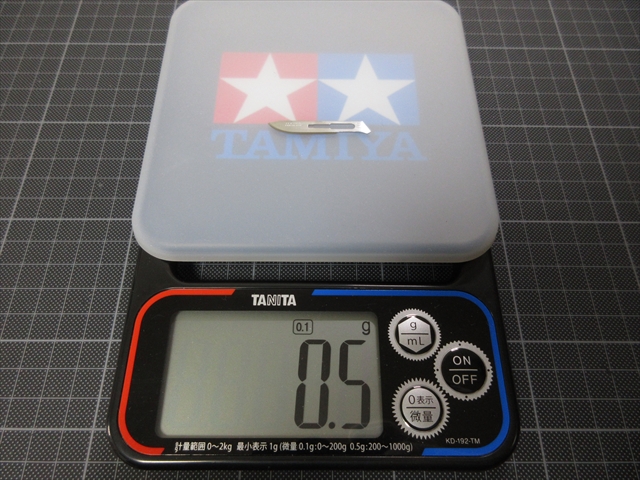 TAMIYA
TANITA
0.1 g
0.5
g
mL
ON
OFF
0表示
微量
計量範囲 0～2kg 最小表示 1g (微量 0.1g:0～200g 0.5g:200～1000g)
KD-192-TM